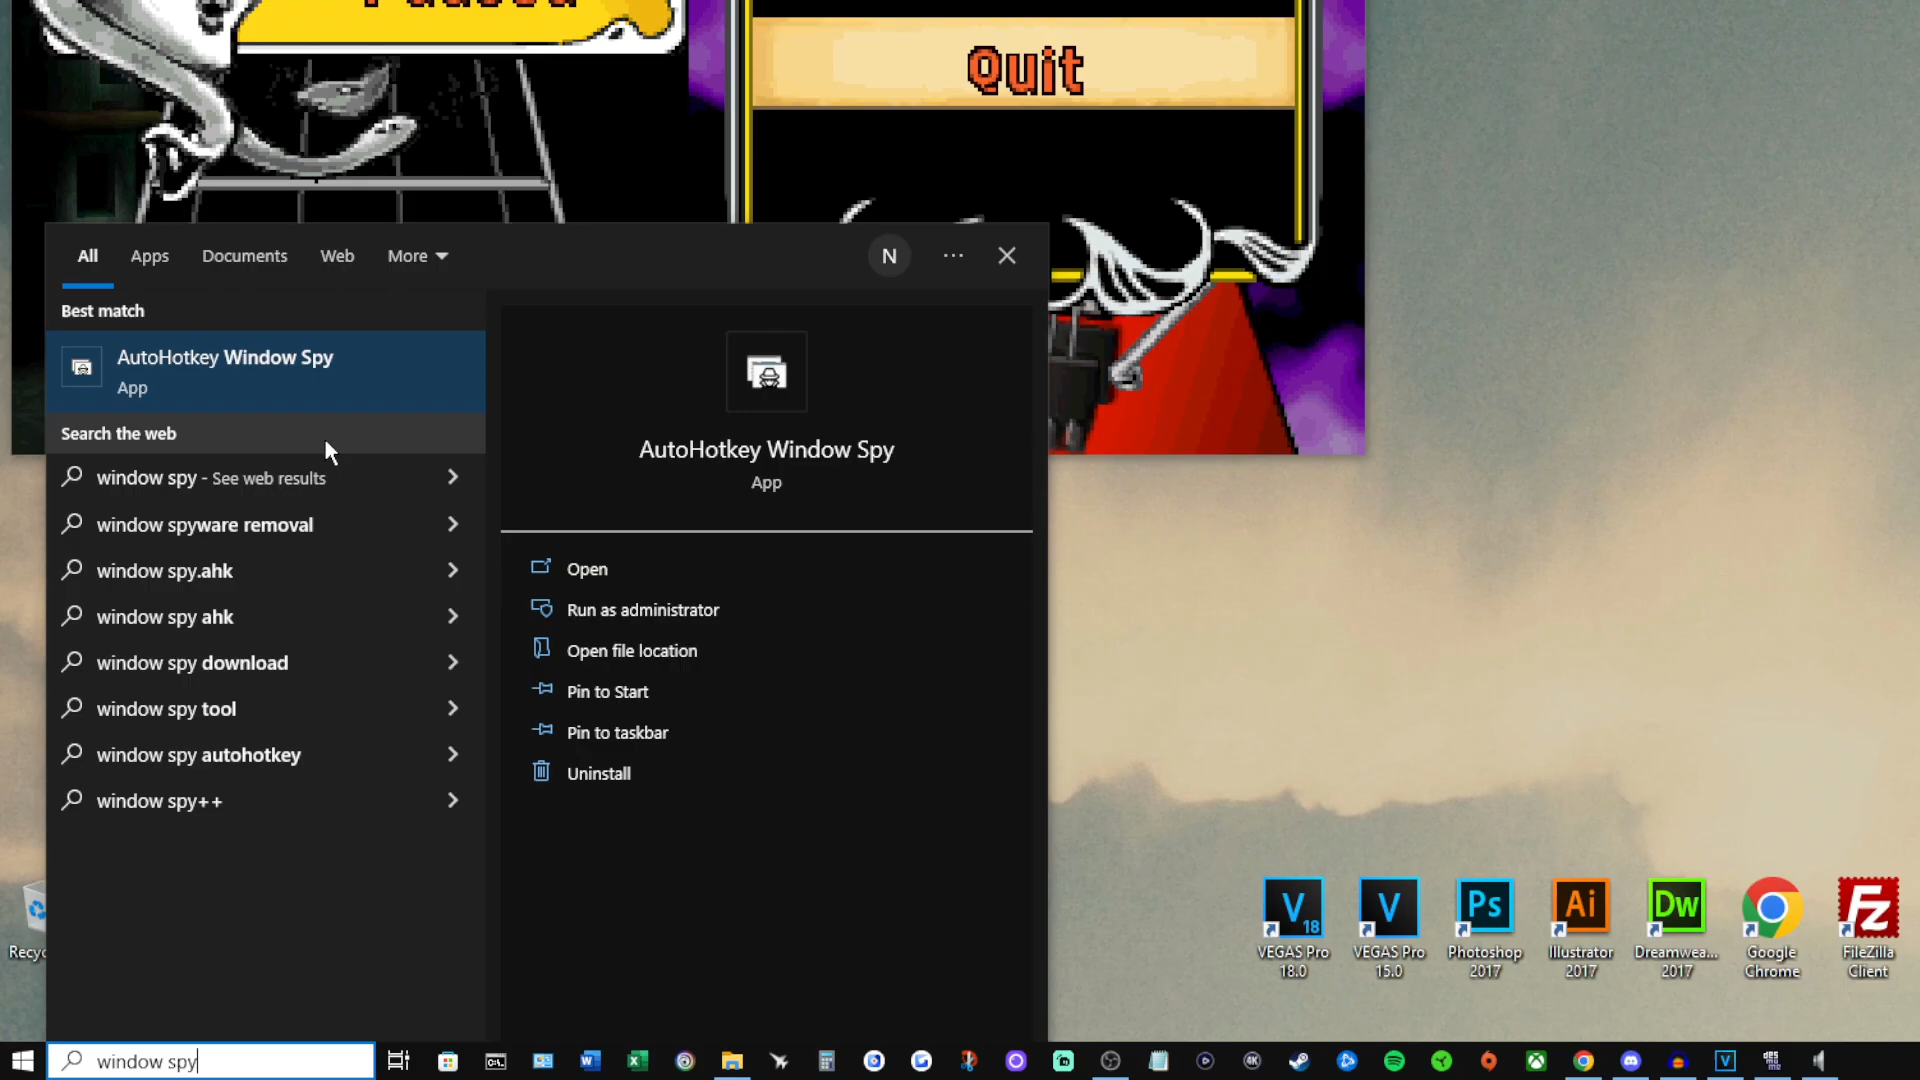 Paused
Quit
All
Apps
Documents
Web
More
N
Best match
AutoHotkey Window Spy
App
Search the web
window spy - See web results
window spyware removal
window spy.ahk
window spy ahk
window spy download
window spy tool
window spy autohotkey
window spy++
AutoHotkey Window Spy
App
Open
Run as administrator
Open file location
Pin to Start
Pin to taskbar
Uninstall
Recyc
V 18
VEGAS Pro
18.0
V
VEGAS Pro
15.0
Ps
Photoshop
2017
Ai
Illustrator
2017
Dw
Dreamwea...
2017
Google
Chrome
Fz
FileZilla
Client
window spy
4K
V